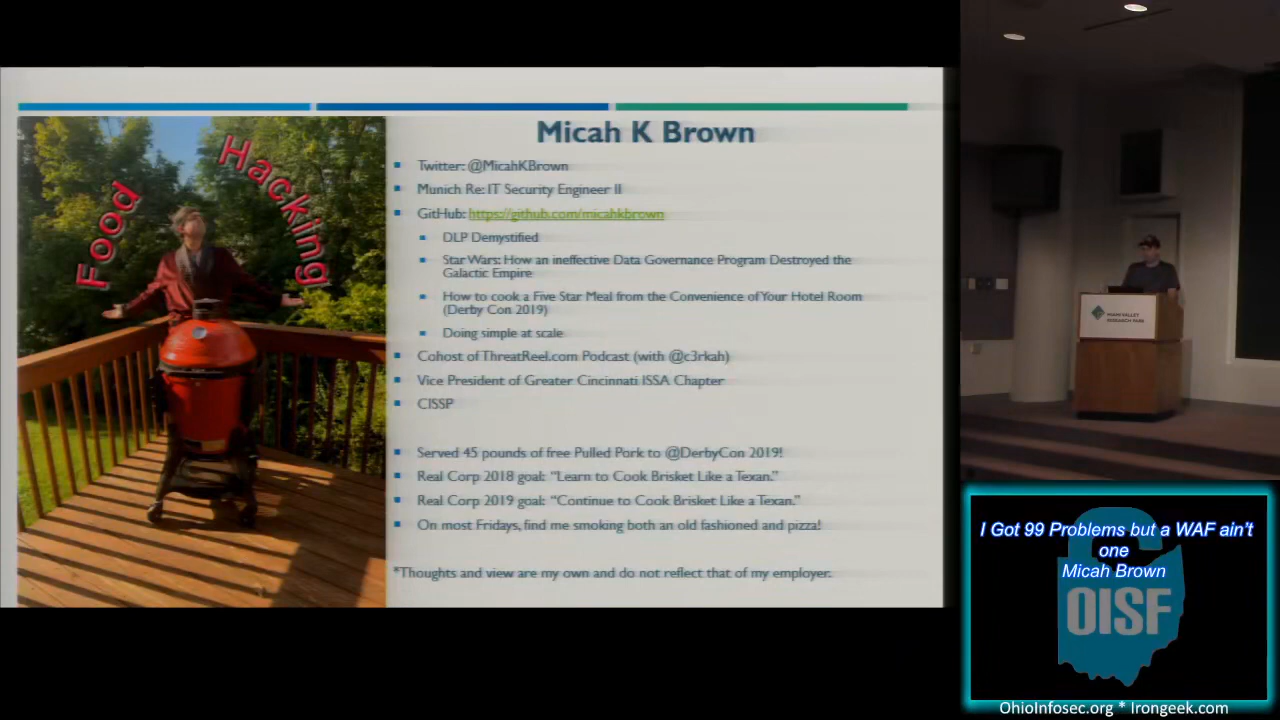 Food Hacking
Micah K Brown
Twitter: @MicahKBrown
Munich Re: IT Security Engineer II
GitHub: https://github.com/micahkbrown
DLP Demystified
Star Wars: How an ineffective Data Governance Program Destroyed the
Galactic Empire
How to cook a Five Star Meal from the Convenience of Your Hotel Room
(Derby Con 2019)
Doing simple at scale
Cohost of ThreatReel.com Podcast (with @c3rkah)
Vice President of Greater Cincinnati ISSA Chapter
CISSP
Served 45 pounds of free Pulled Pork to @DerbyCon 2019!
Real Corp 2018 goal: “Learn to Cook Brisket Like a Texan.”
Real Corp 2019 goal: “Continue to Cook Brisket Like a Texan.”
On most Fridays, find me smoking both an old fashioned and pizza!
*Thoughts and view are my own and do not reflect that of my employer.
MIAMI VALLEY
RESEARCH PARK
I Got 99 Problems but a WAF ain't
one
Micah Brown
OISF
OhioInfosec.org * Irongeek.com